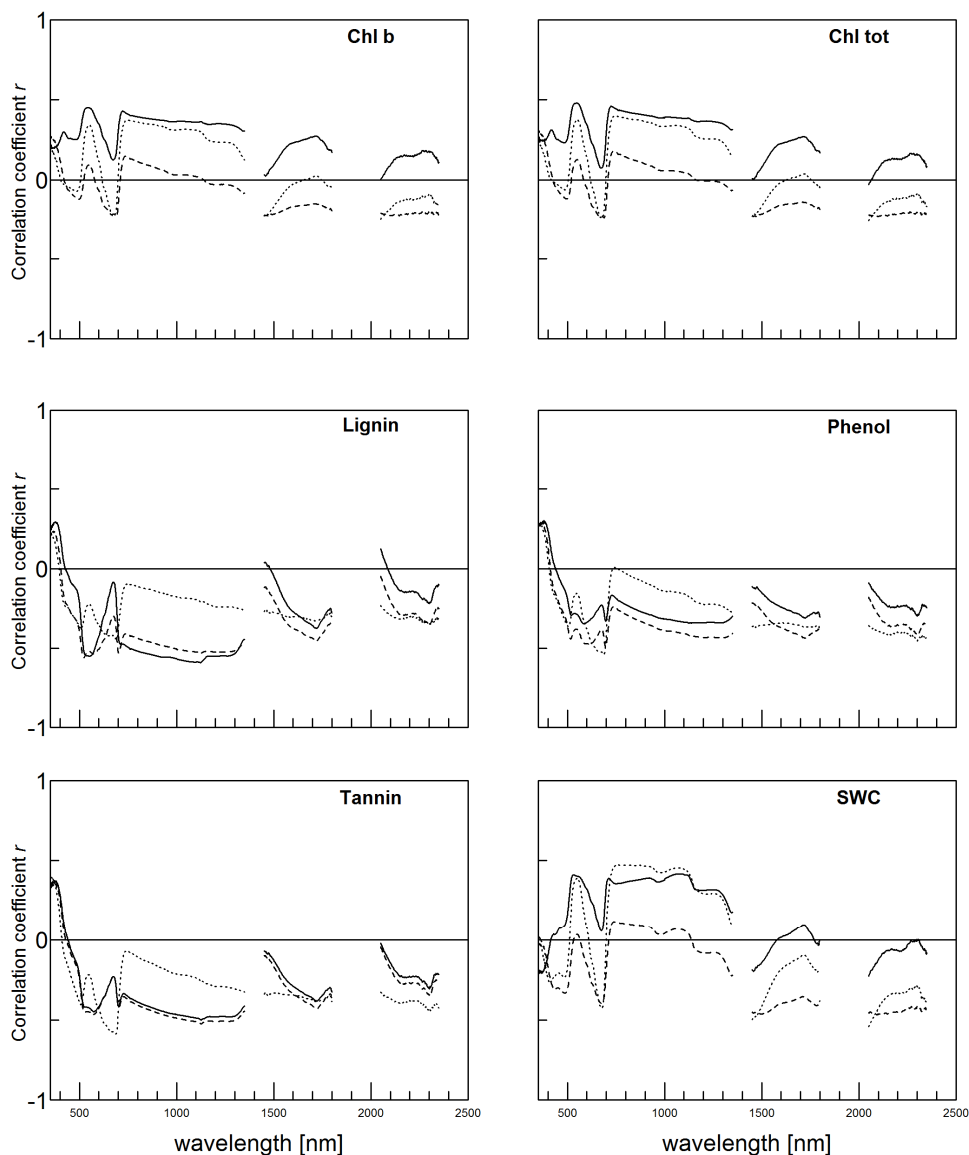 1
Chl b
Chl tot
Correlation coefficient r
0
-1
1
Lignin
Phenol
Correlation coefficient r
0
-1
1
Tannin
SWC
Correlation coefficient r
0
-1
500 1000 1500 2000 2500
500 1000 1500 2000 2500
wavelength [nm]
wavelength [nm]